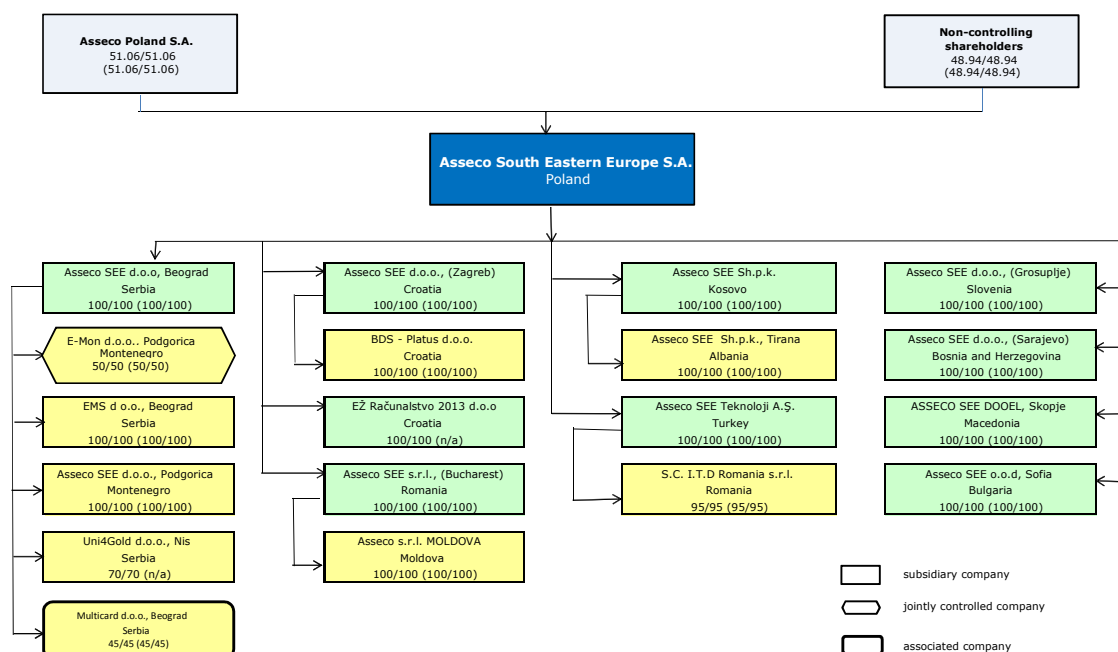 Asseco Poland S.A.
51.06/51.06
(51.06/51.06)
Non-controlling
shareholders
48.94/48.94
(48.94/48.94)
Asseco South Eastern Europe S.A.
Poland
Asseco SEE d.o.o, Beograd
Serbia
100/100 (100/100)
E-Mon d.o.o.. Podgorica
Montenegro
50/50 (50/50)
EMS d o.o., Beograd
Serbia
100/100 (100/100)
Asseco SEE d.o.o., Podgorica
Montenegro
100/100 (100/100)
Uni4Gold d.o.o., Nis
Serbia
70/70 (n/a)
Multicard d.o.o., Beograd
Serbia
45/45 (45/45)
Asseco SEE d.o.o., (Zagreb)
Croatia
100/100 (100/100)
BDS - Platus d.o.o.
Croatia
100/100 (100/100)
EŽ Računalstvo 2013 d.o.o
Croatia
100/100 (n/a)
Asseco SEE s.r.l., (Bucharest)
Romania
100/100 (100/100)
Asseco s.r.l. MOLDOVA
Moldova
100/100 (100/100)
Asseco SEE Sh.p.k.
Kosovo
100/100 (100/100)
Asseco SEE Sh.p.k., Tirana
Albania
100/100 (100/100)
Asseco SEE Teknoloji A.Ş.
Turkey
100/100 (100/100)
S.C. I.T.D Romania s.r.l.
Romania
95/95 (95/95)
Asseco SEE d.o.o., (Grosuplje)
Slovenia
100/100 (100/100)
Asseco SEE d.o.o., (Sarajevo)
Bosnia and Herzegovina
100/100 (100/100)
ASSECO SEE DOOEL, Skopje
Macedonia
100/100 (100/100)
Asseco SEE o.o.d, Sofia
Bulgaria
100/100 (100/100)
subsidiary company
jointly controlled company
associated company